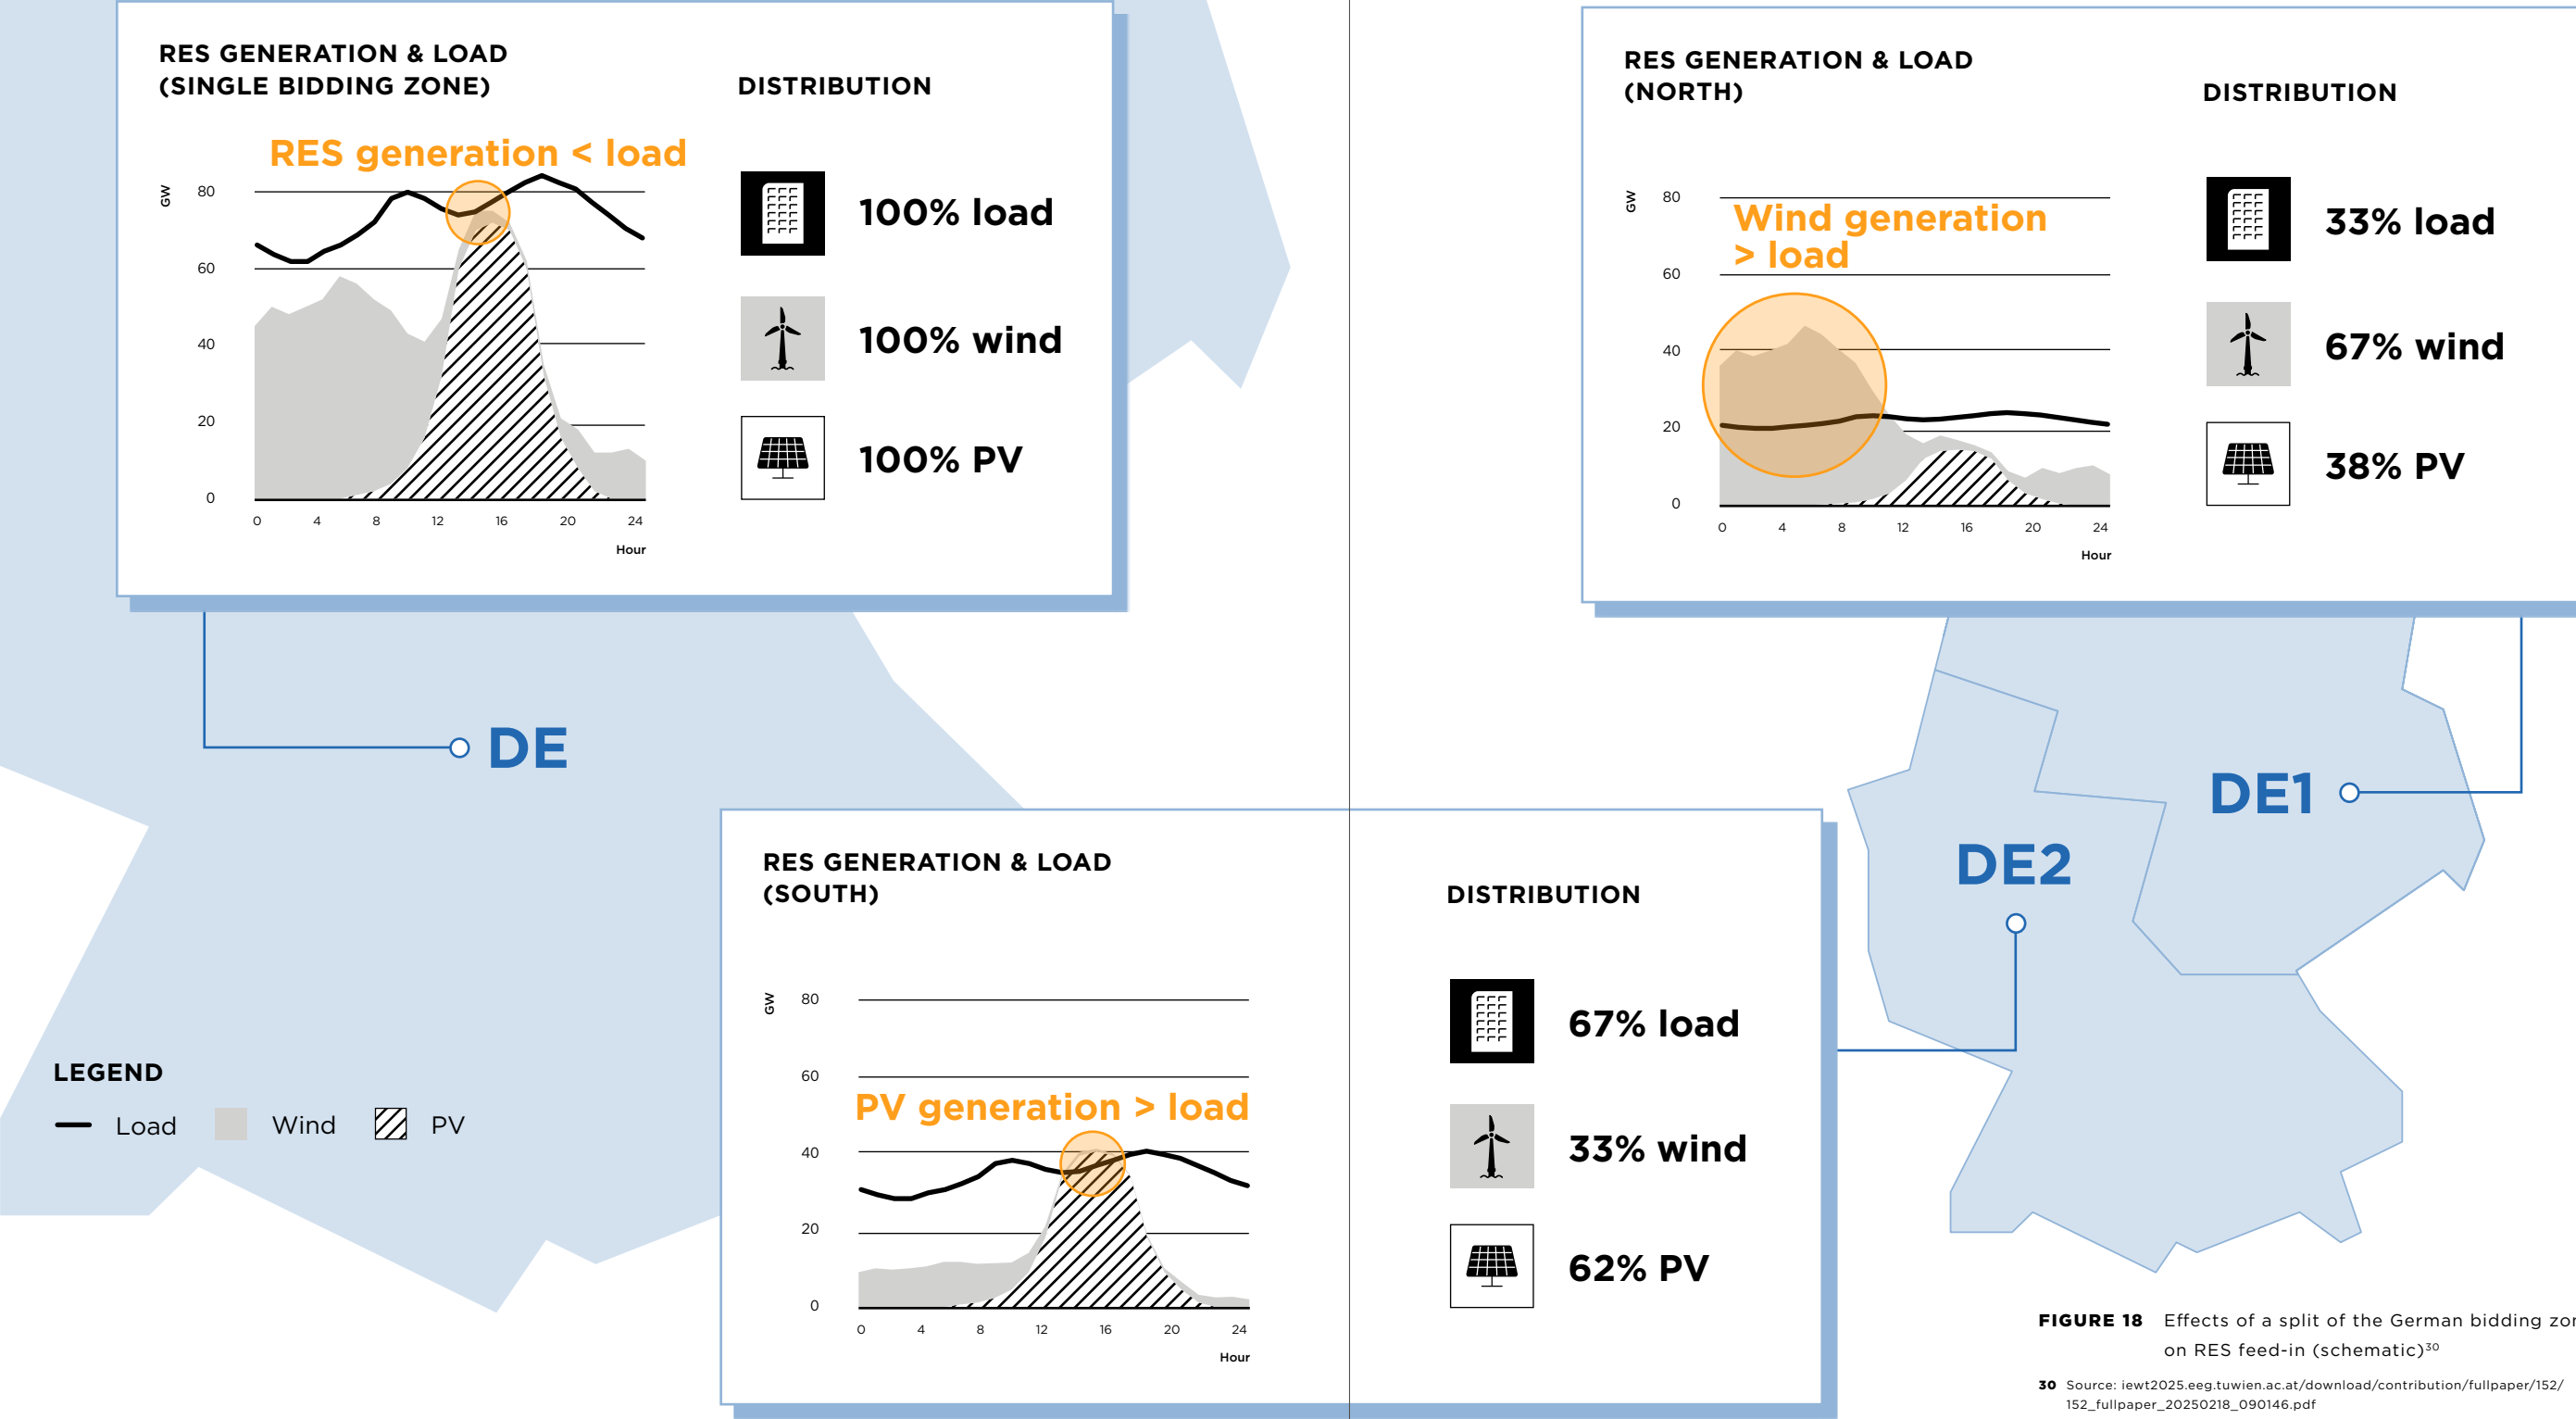 RES GENERATION & LOAD
(SINGLE BIDDING ZONE)
DISTRIBUTION
RES generation < load
GW
80
60
40
20
0
0 4 8 12 16 20 24
Hour
100% load
100% wind
100% PV
RES GENERATION & LOAD
(NORTH)
DISTRIBUTION
Wind generation
> load
GW
80
60
40
20
0
0 4 8 12 16 20 24
Hour
33% load
67% wind
38% PV
DE
DE1
DE2
RES GENERATION & LOAD
(SOUTH)
DISTRIBUTION
PV generation > load
GW
80
60
40
20
0
0 4 8 12 16 20 24
Hour
67% load
33% wind
62% PV
LEGEND
Load Wind PV
FIGURE 18 Effects of a split of the German bidding
on RES feed-in (schematic)³⁰
30 Source: iewt2025.eeg.tuwien.ac.at/download/contribution/fullpaper/152/
152_fullpaper_20250218_090146.pdf